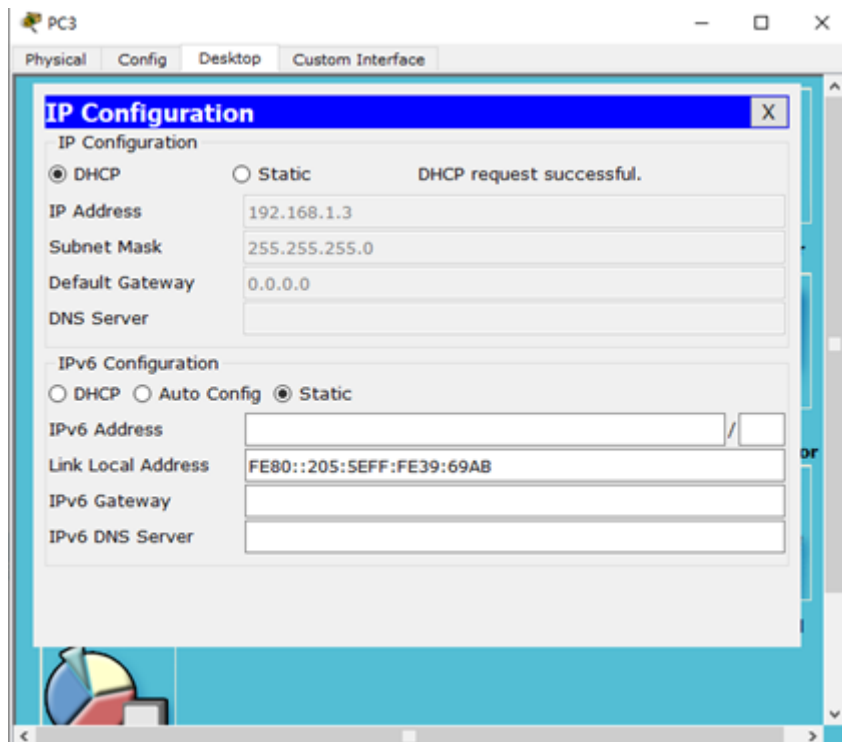 PC3
Physical Config Desktop Custom Interface
IP Configuration X
IP Configuration
DHCP Static DHCP request successful.
IP Address 192.168.1.3
Subnet Mask 255.255.255.0
Default Gateway 0.0.0.0
DNS Server
IPv6 Configuration
DHCP Auto Config Static
IPv6 Address /
Link Local Address FE80::205:5EFF:FE39:69AB
IPv6 Gateway
IPv6 DNS Server
or